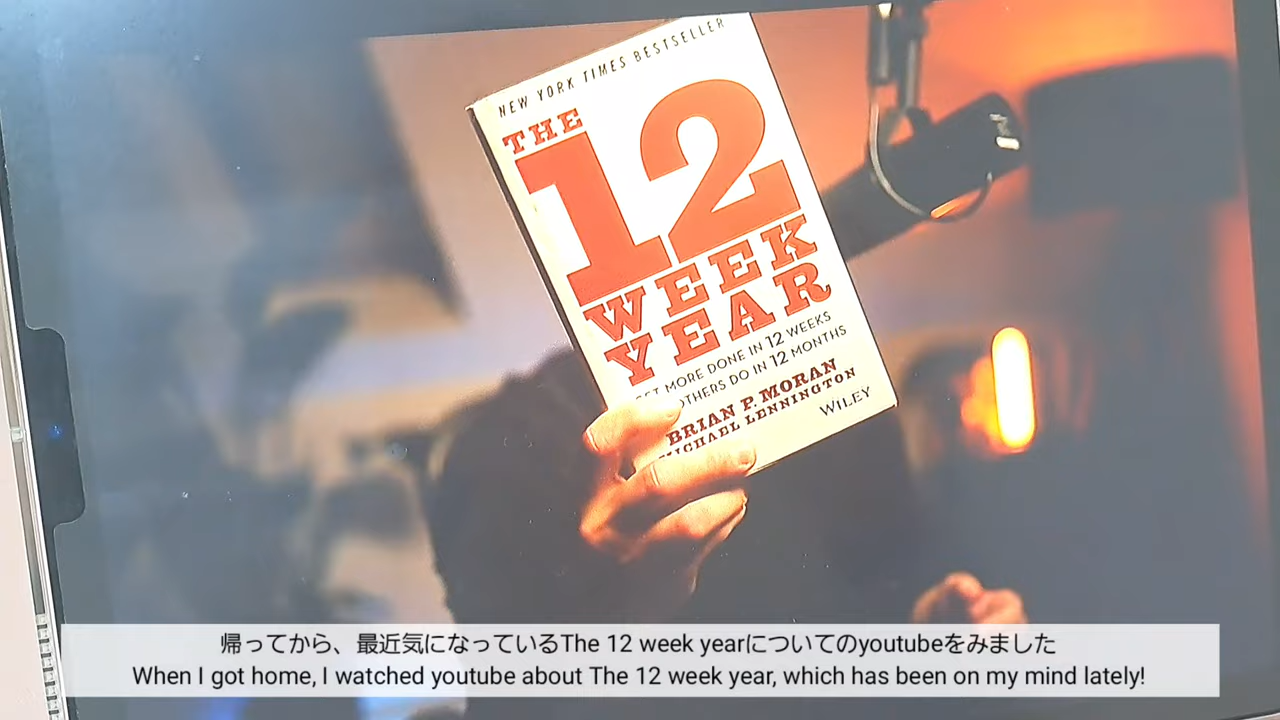 NEW YORK TIMES BESTSELLER
THE
12
WEEK
YEAR
MORE DONE IN 12 WEEKS
OTHERS DO IN 12 MONTHS
BRIAN P. MORAN
MICHAEL LENNINGTON
WILEY
帰ってから、最近気になっているThe 12 week yearについてのyoutubeをみました
When I got home, I watched youtube about The 12 week year, which has been on my mind lately!